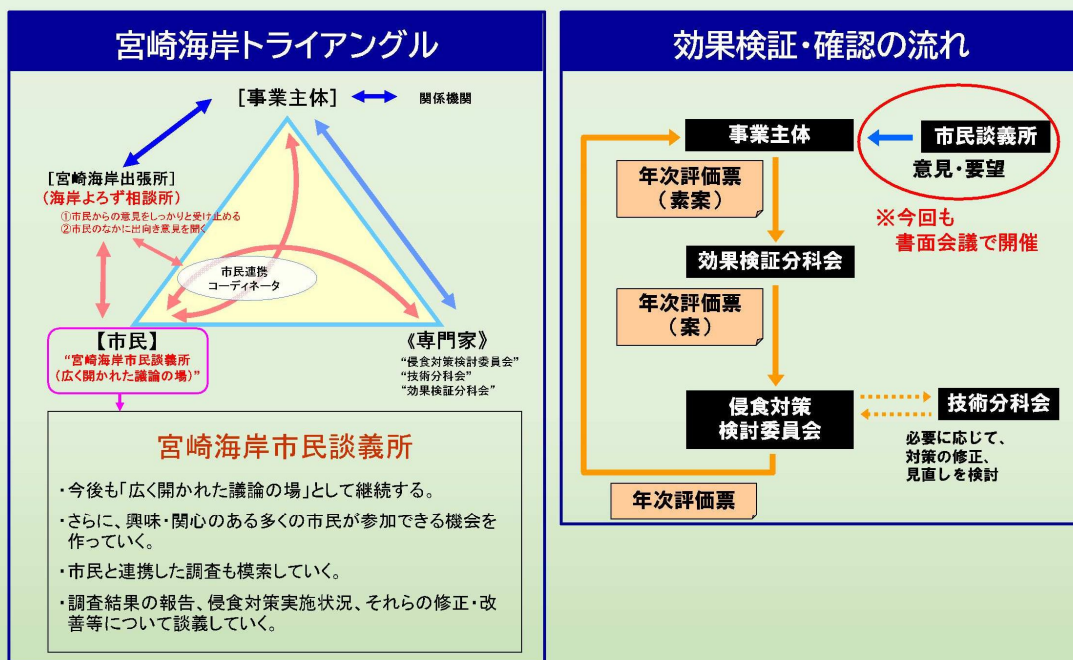 宮崎海岸トライアングル
[事業主体]
関係機関
[宮崎海岸出張所]
(海岸よろず相談所)
①市民からの意見をしっかりと受け止める
②市民のなかに出向き意見を聞く
市民連携
コーディネータ
【市民】
“宮崎海岸市民談義所
(広く開かれた議論の場)”
《専門家》
“侵食対策検討委員会”
“技術分科会”
“効果検証分科会”
宮崎海岸市民談義所
・今後も「広く開かれた議論の場」として継続する。
・さらに、興味・関心のある多くの市民が参加できる機会を
作っていく。
・市民と連携した調査も模索していく。
・調査結果の報告、侵食対策実施状況、それらの修正・改
善等について談義していく。
効果検証・確認の流れ
事業主体
市民談義所
意見・要望
年次評価票
(素案)
※今回も
書面会議で開催
効果検証分科会
年次評価票
(案)
侵食対策
検討委員会
技術分科会
必要に応じて、
対策の修正、
見直しを検討
年次評価票